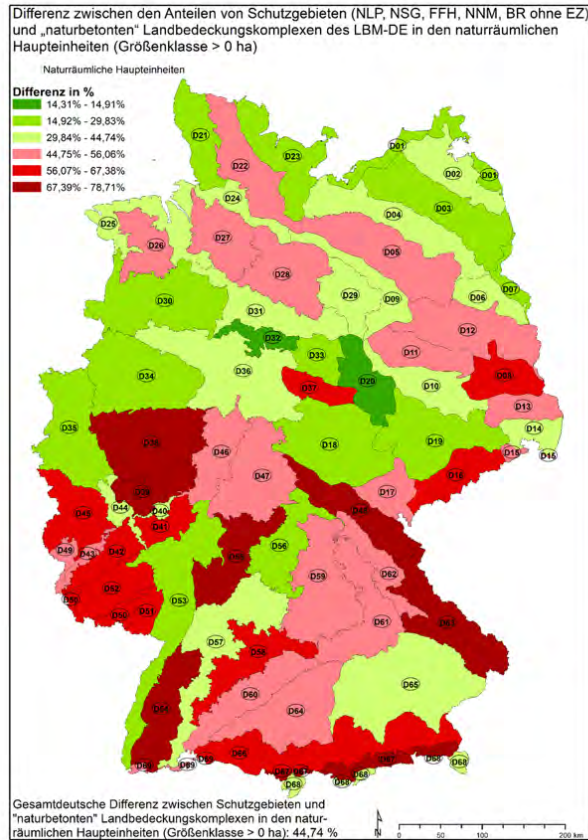 Differenz zwischen den Anteilen von Schutzgebieten (NLP, NSG, FFH, NNM, BR ohne EZ)
und „naturbetonten" Landbedeckungskomplexen des LBM-DE in den naturräumlichen
Haupteinheiten (Größenklasse > 0 ha)
Naturräumliche Haupteinheiten
Differenz in %
14,31% - 14,91%
14,92% - 29,83%
29,84% - 44,74%
44,75% - 56,06%
56,07% - 67,38%
67,39% - 78,71%
D21
D22
D23
D01
D02
D01
D24
D03
D04
D25
D26
D27
D05
D28
D07
D30
D29
D09
D06
D31
D32
D33
D11
D12
D34
D36
D37
D20
D10
D13
D14
D35
D18
D19
D15
D16
D46
D47
D17
D44
D40
D41
D45
D56
D49
D43
D42
D59
D62
D52
D53
D51
D50
D61
D63
D57
D58
D65
D60
D64
D54
D69
D66
D67
D68
D68
D68
D68
Gesamtdeutsche Differenz zwischen Schutzgebieten und
"naturbetonten" Landbedeckungskomplexen in den natur-
räumlichen Haupteinheiten (Größenklasse > 0 ha): 44,74 %
N
0
50
100
200 km